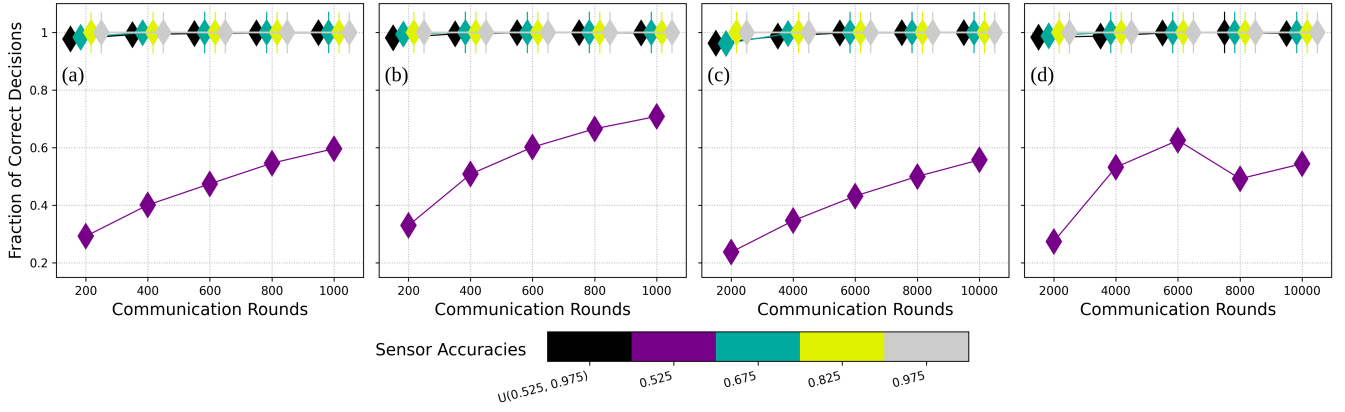 Fraction of Correct Decisions
1
0.8
0.6
0.4
0.2
(a)
200 400 600 800 1000
Communication Rounds
(b)
200 400 600 800 1000
Communication Rounds
(c)
2000 4000 6000 8000 10000
Communication Rounds
(d)
2000 4000 6000 8000 10000
Communication Rounds
Sensor Accuracies
U(0.525, 0.975)
0.525
0.675
0.825
0.975